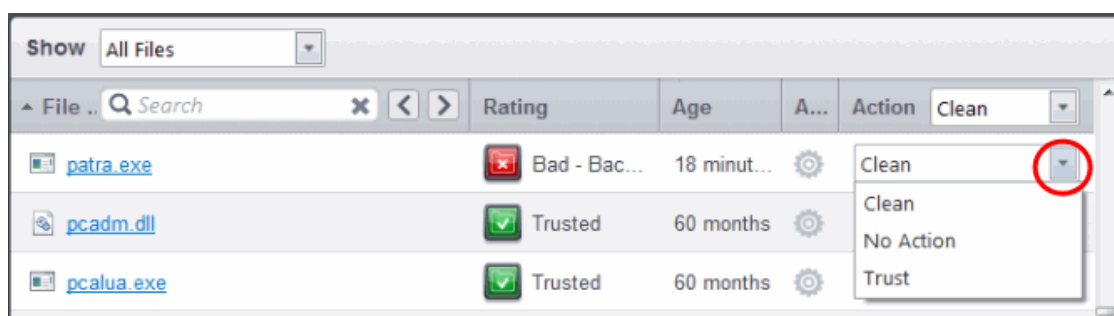 Show All Files
File .. Search Rating Age A... Action Clean
patra.exe Bad - Bac... 18 minut... Clean
Clean
pcadm.dll Trusted 60 months
No Action
Trust
pcalua.exe Trusted 60 months